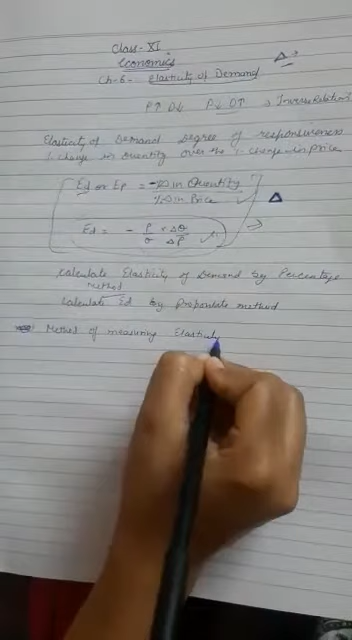 Class - XI
Economics
Δ
Ch-6- Elasticity of Demand
P↑ D↓ P↓ D↑ → Inverse Relation
Elasticity of Demand Degree of responsiveness
% change in Quantity over the % change in Price
Ed or Ep = -%Δ in Quantity
%Δ in Price Δ
Ed = - P/Q × ΔQ/ΔP
Calculate Elasticity of Demand by Percentage
Method
Calculate Ed by Proponate method
Method of measuring Elasticity